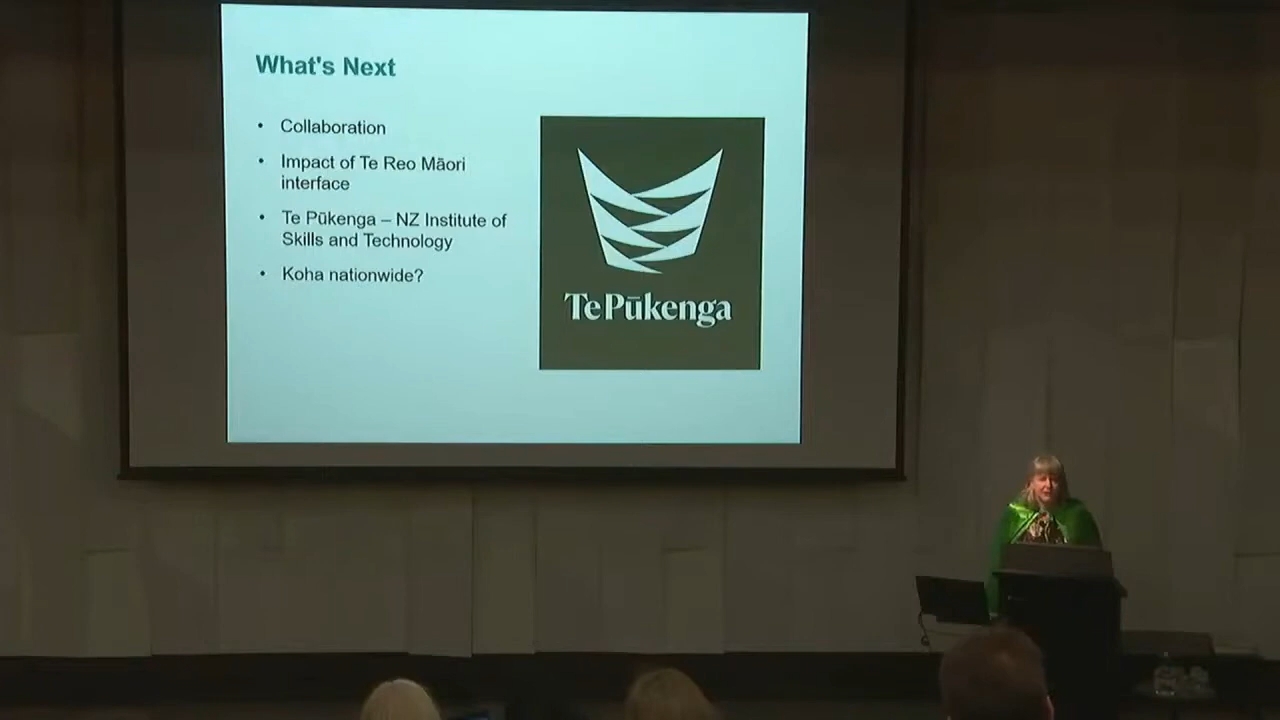 What's Next
• Collaboration
• Impact of Te Reo Māori
interface
• Te Pūkenga – NZ Institute of
Skills and Technology
• Koha nationwide?
Te Pūkenga